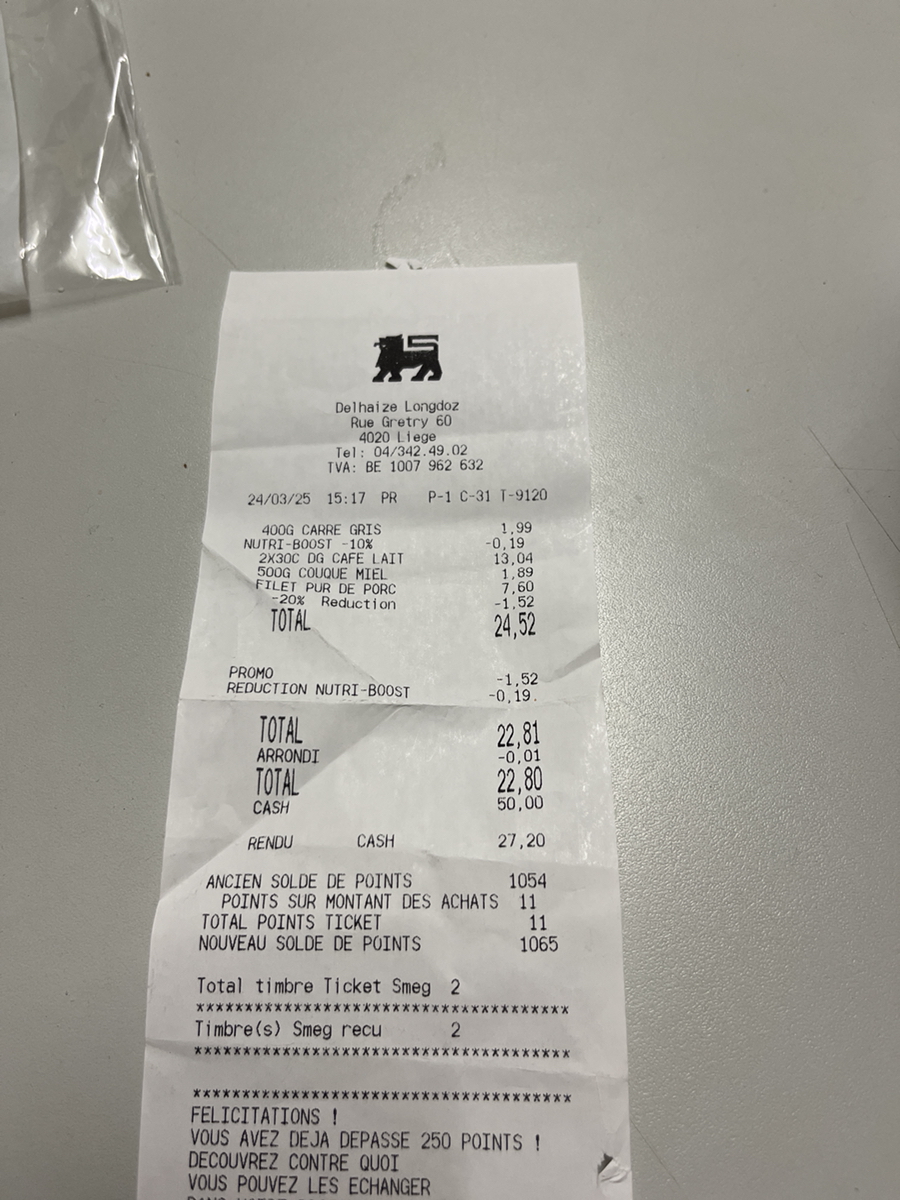 Delhaize Longdoz
Rue Gretry 60
4020 Liege
Tel: 04/342.49.02
TVA: BE 1007 962 632
24/03/25 15:17 PR P-1 C-31 T-9120
400G CARRE GRIS 1,99
NUTRI-BOOST -10% -0,19
2X30C DG CAFE LAIT 13,04
500G COUQUE MIEL 1,89
FILET PUR DE PORC 7,60
-20% Reduction -1,52
TOTAL 24,52
PROMO -1,52
REDUCTION NUTRI-BOOST -0,19.
TOTAL 22,81
ARRONDI -0,01
TOTAL 22,80
CASH 50,00
RENDU CASH 27,20
ANCIEN SOLDE DE POINTS 1054
POINTS SUR MONTANT DES ACHATS 11
TOTAL POINTS TICKET 11
NOUVEAU SOLDE DE POINTS 1065
Total timbre Ticket Smeg 2
***************************************
Timbre(s) Smeg recu 2
***************************************
***************************************
FELICITATIONS !
VOUS AVEZ DEJA DEPASSE 250 POINTS !
DECOUVREZ CONTRE QUOI
VOUS POUVEZ LES ECHANGER